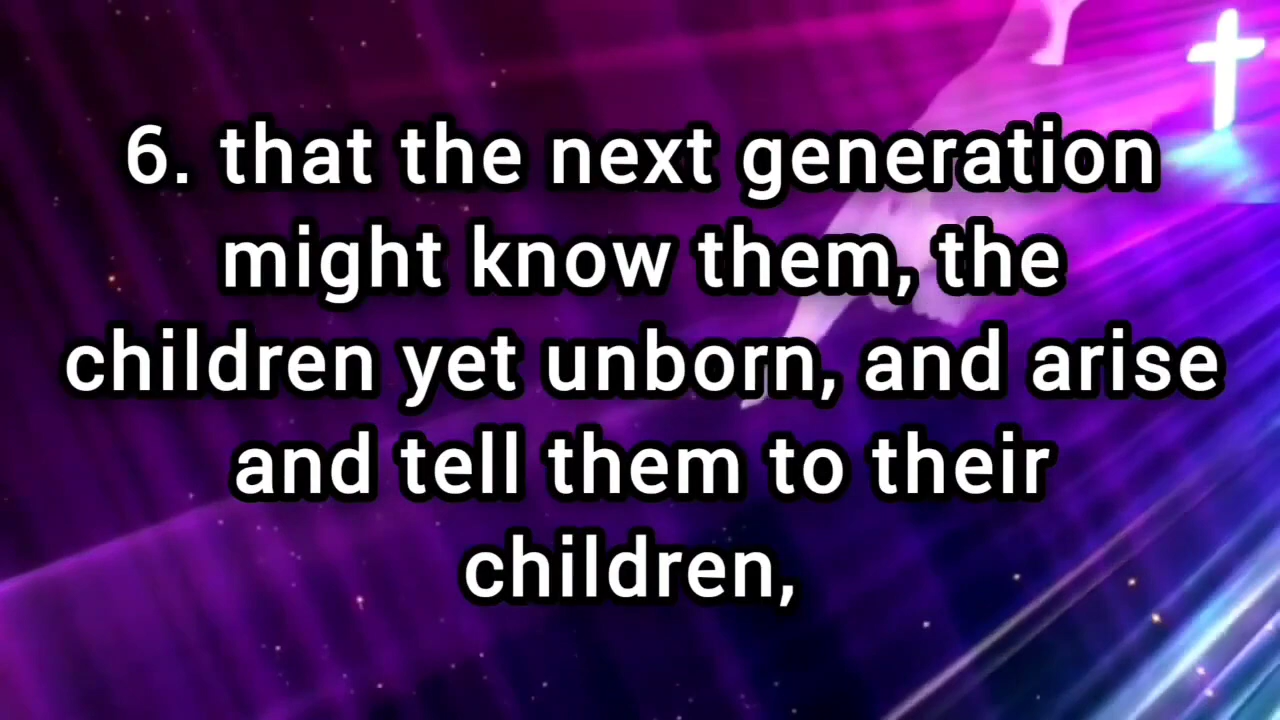 6. that the next generation
might know them, the
children yet unborn, and arise
and tell them to their
children,